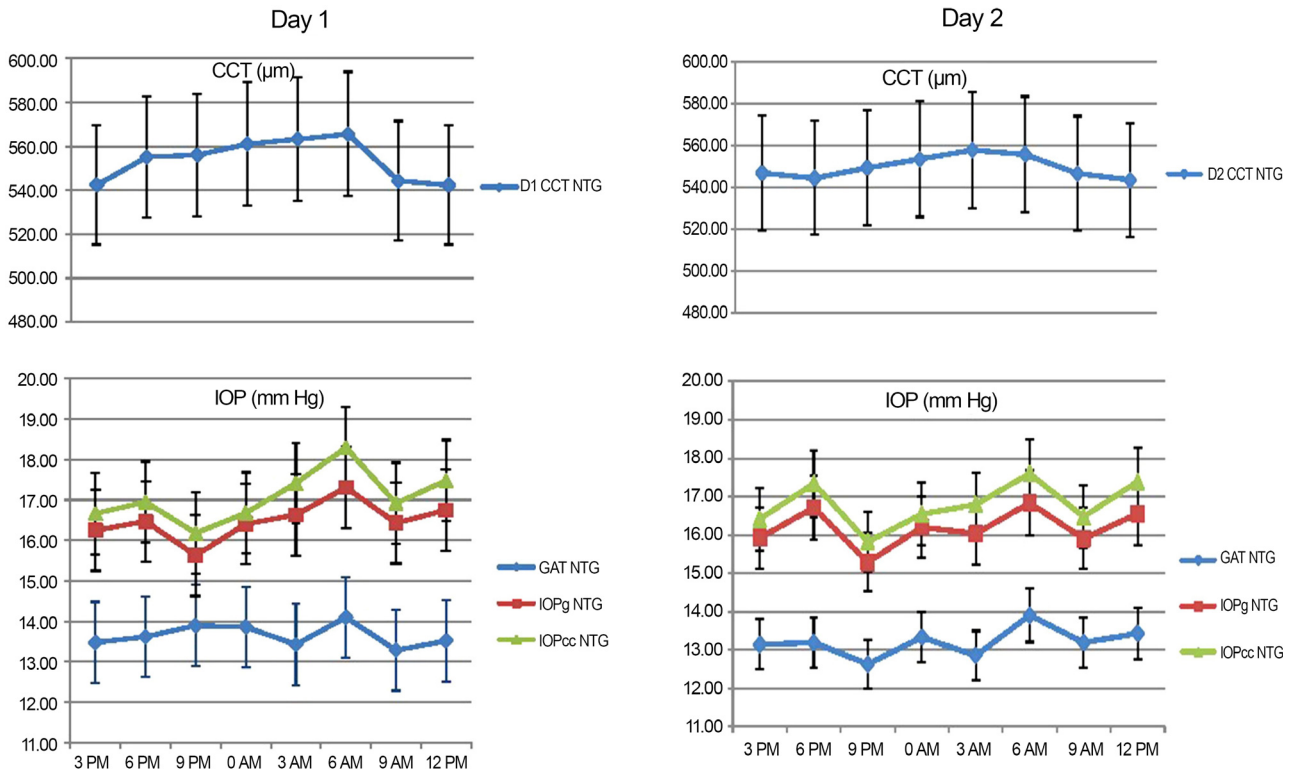 Day 1
CCT (µm)
600.00
580.00
560.00
540.00
520.00
500.00
480.00
D1 CCT NTG
Day 2
CCT (µm)
600.00
580.00
560.00
540.00
520.00
500.00
480.00
D2 CCT NTG
IOP (mm Hg)
20.00
19.00
18.00
17.00
16.00
15.00
14.00
13.00
12.00
11.00
3 PM 6 PM 9 PM 0 AM 3 AM 6 AM 9 AM 12 PM
GAT NTG
IOPg NTG
IOPcc NTG
IOP (mm Hg)
20.00
19.00
18.00
17.00
16.00
15.00
14.00
13.00
12.00
11.00
3 PM 6 PM 9 PM 0 AM 3 AM 6 AM 9 AM 12 PM
GAT NTG
IOPg NTG
IOPcc NTG